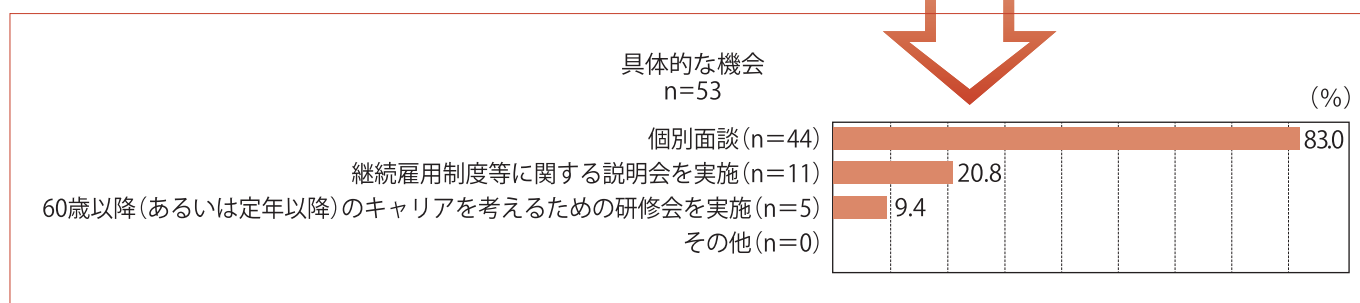 具体的な機会
n=53
（%）
個別面談（n＝44） 83.0
継続雇用制度等に関する説明会を実施（n＝11） 20.8
60歳以降（あるいは定年以降）のキャリアを考えるための研修会を実施（n＝5） 9.4
その他（n＝0）